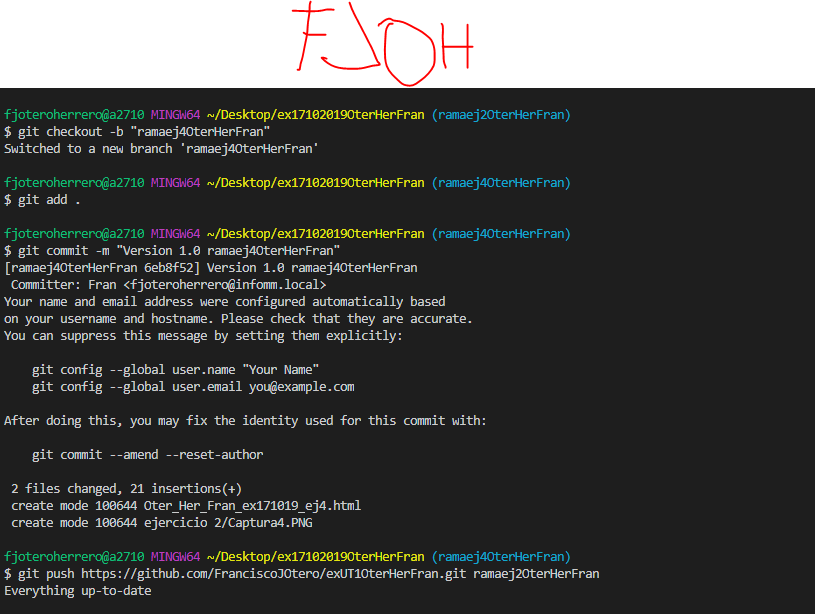 FJOH
fjoteroherrero@a2710 MINGW64 ~/Desktop/ex17102019OterHerFran (ramaej2OterHerFran)
$ git checkout -b "ramaej4OterHerFran"
Switched to a new branch 'ramaej4OterHerFran'
fjoteroherrero@a2710 MINGW64 ~/Desktop/ex17102019OterHerFran (ramaej4OterHerFran)
$ git add .
fjoteroherrero@a2710 MINGW64 ~/Desktop/ex17102019OterHerFran (ramaej4OterHerFran)
$ git commit -m "Version 1.0 ramaej4OterHerFran"
[ramaej4OterHerFran 6eb8f52] Version 1.0 ramaej4OterHerFran
 Committer: Fran <fjoteroherrero@infomm.local>
Your name and email address were configured automatically based
on your username and hostname. Please check that they are accurate.
You can suppress this message by setting them explicitly:
    git config --global user.name "Your Name"
    git config --global user.email you@example.com
After doing this, you may fix the identity used for this commit with:
    git commit --amend --reset-author
 2 files changed, 21 insertions(+)
 create mode 100644 Oter_Her_Fran_ex171019_ej4.html
 create mode 100644 ejercicio 2/Captura4.PNG
fjoteroherrero@a2710 MINGW64 ~/Desktop/ex17102019OterHerFran (ramaej4OterHerFran)
$ git push https://github.com/FranciscoJOtero/exUT1OterHerFran.git ramaej2OterHerFran
Everything up-to-date